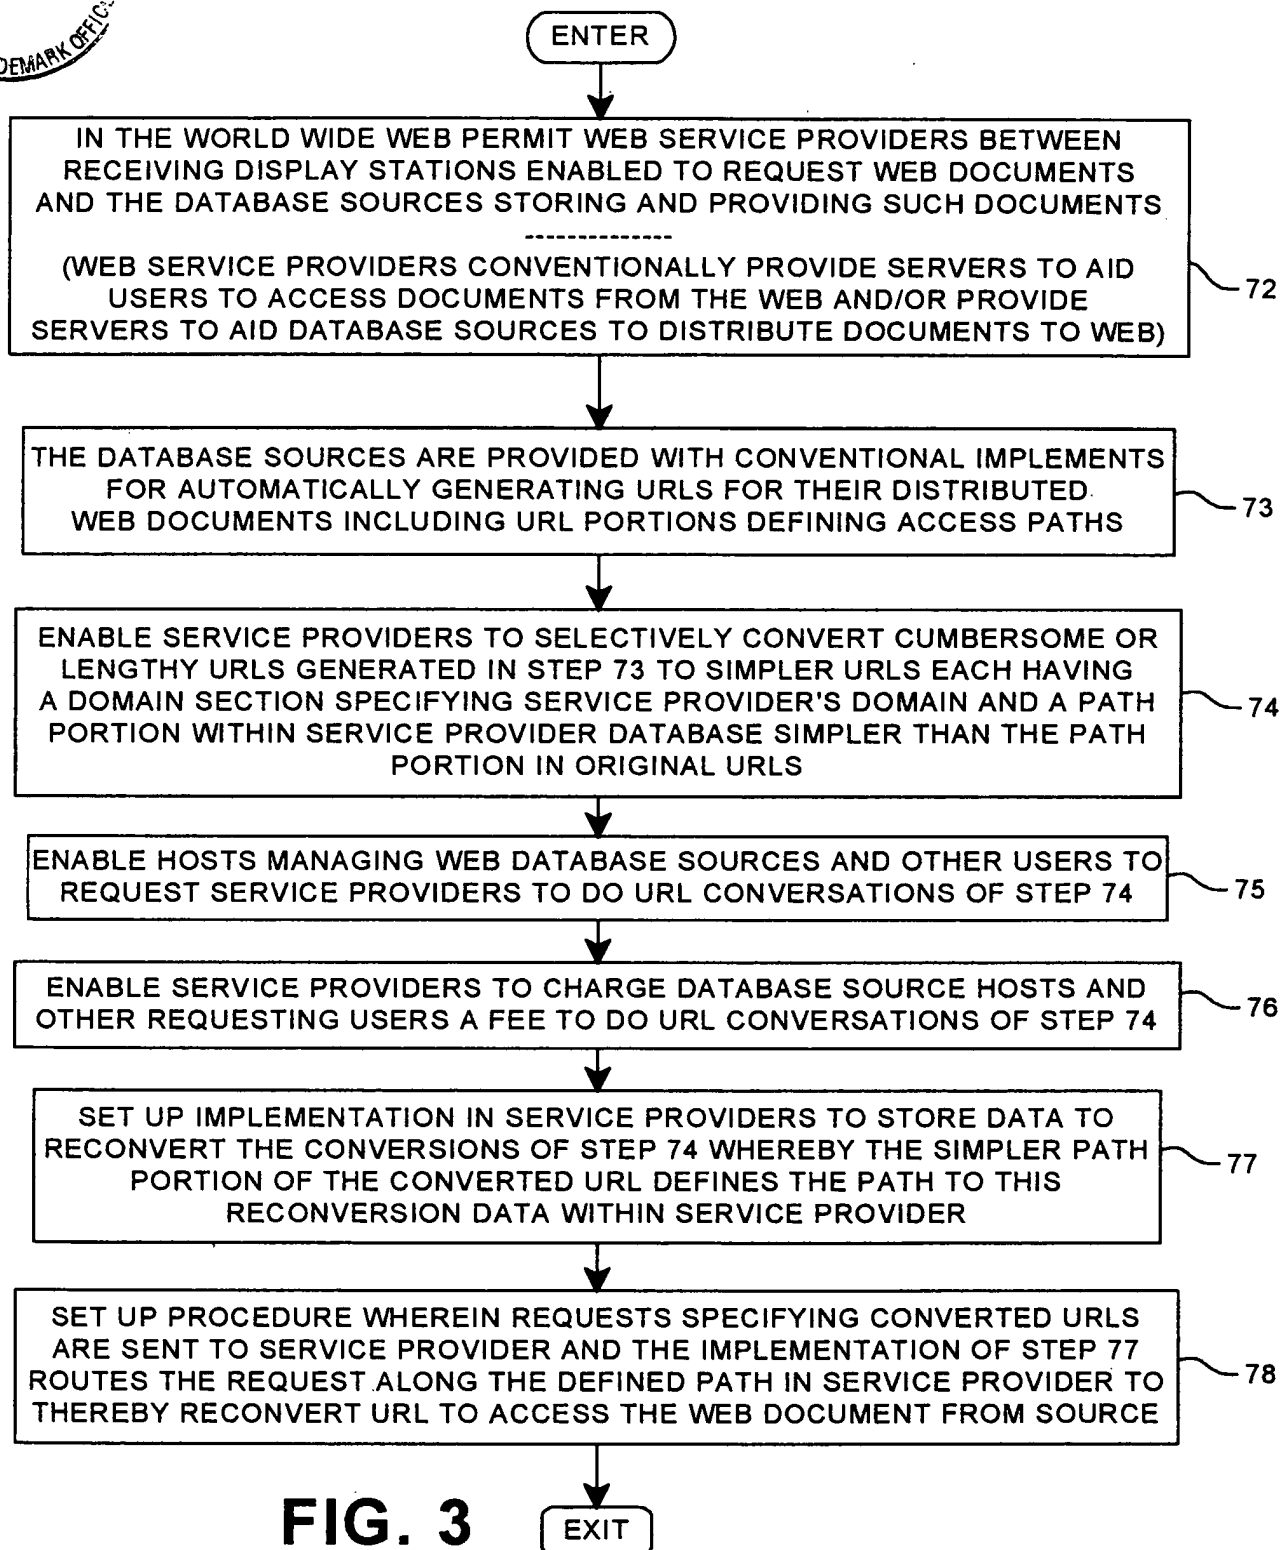 DEMARK OFFIC
ENTER
IN THE WORLD WIDE WEB PERMIT WEB SERVICE PROVIDERS BETWEEN
RECEIVING DISPLAY STATIONS ENABLED TO REQUEST WEB DOCUMENTS
AND THE DATABASE SOURCES STORING AND PROVIDING SUCH DOCUMENTS
--------------
(WEB SERVICE PROVIDERS CONVENTIONALLY PROVIDE SERVERS TO AID
USERS TO ACCESS DOCUMENTS FROM THE WEB AND/OR PROVIDE
SERVERS TO AID DATABASE SOURCES TO DISTRIBUTE DOCUMENTS TO WEB)
72
THE DATABASE SOURCES ARE PROVIDED WITH CONVENTIONAL IMPLEMENTS
FOR AUTOMATICALLY GENERATING URLS FOR THEIR DISTRIBUTED
WEB DOCUMENTS INCLUDING URL PORTIONS DEFINING ACCESS PATHS
73
ENABLE SERVICE PROVIDERS TO SELECTIVELY CONVERT CUMBERSOME OR
LENGTHY URLS GENERATED IN STEP 73 TO SIMPLER URLS EACH HAVING
A DOMAIN SECTION SPECIFYING SERVICE PROVIDER'S DOMAIN AND A PATH
PORTION WITHIN SERVICE PROVIDER DATABASE SIMPLER THAN THE PATH
PORTION IN ORIGINAL URLS
74
ENABLE HOSTS MANAGING WEB DATABASE SOURCES AND OTHER USERS TO
REQUEST SERVICE PROVIDERS TO DO URL CONVERSATIONS OF STEP 74
75
ENABLE SERVICE PROVIDERS TO CHARGE DATABASE SOURCE HOSTS AND
OTHER REQUESTING USERS A FEE TO DO URL CONVERSATIONS OF STEP 74
76
SET UP IMPLEMENTATION IN SERVICE PROVIDERS TO STORE DATA TO
RECONVERT THE CONVERSIONS OF STEP 74 WHEREBY THE SIMPLER PATH
PORTION OF THE CONVERTED URL DEFINES THE PATH TO THIS
RECONVERSION DATA WITHIN SERVICE PROVIDER
77
SET UP PROCEDURE WHEREIN REQUESTS SPECIFYING CONVERTED URLS
ARE SENT TO SERVICE PROVIDER AND THE IMPLEMENTATION OF STEP 77
ROUTES THE REQUEST ALONG THE DEFINED PATH IN SERVICE PROVIDER TO
THEREBY RECONVERT URL TO ACCESS THE WEB DOCUMENT FROM SOURCE
78
FIG. 3
EXIT